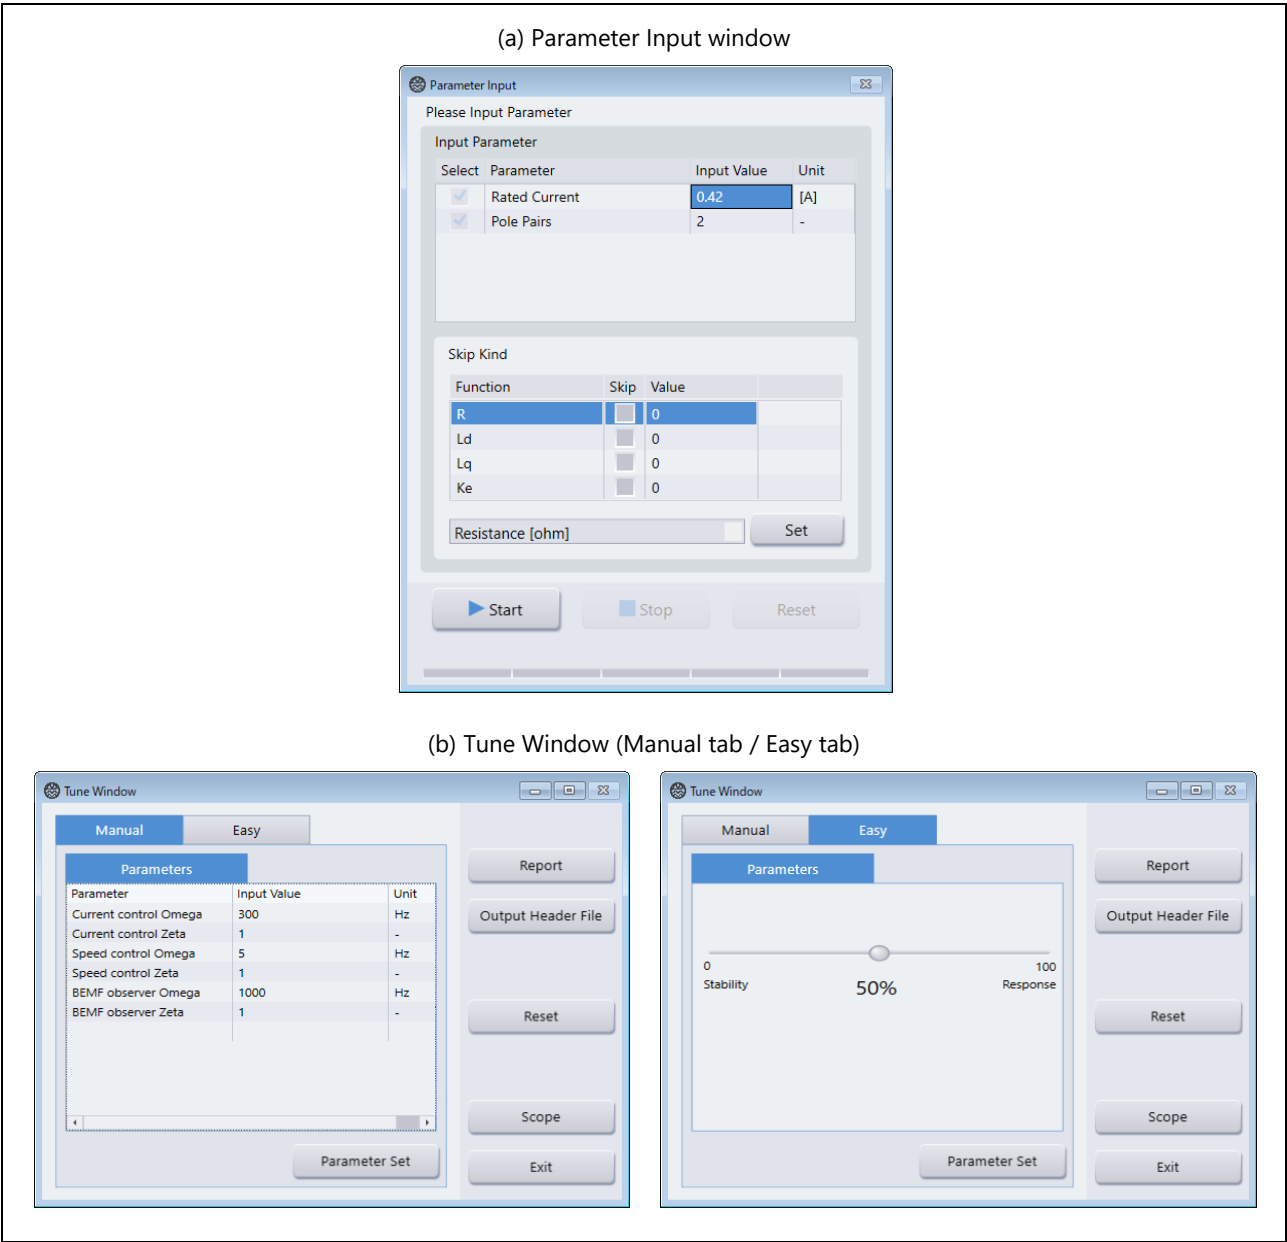 (a) Parameter Input window
Parameter Input
Please Input Parameter
Input Parameter
Select Parameter Input Value Unit
Rated Current 0.42 [A]
Pole Pairs 2 -
Skip Kind
Function Skip Value
R 0
Ld 0
Lq 0
Ke 0
Resistance [ohm] Set
Start Stop Reset
(b) Tune Window (Manual tab / Easy tab)
Tune Window
Manual Easy
Parameters
Parameter Input Value Unit
Current control Omega 300 Hz
Current control Zeta 1 -
Speed control Omega 5 Hz
Speed control Zeta 1 -
BEMF observer Omega 1000 Hz
BEMF observer Zeta 1 -
Parameter Set
Report
Output Header File
Reset
Scope
Exit
Tune Window
Manual Easy
Parameters
0 100
Stability 50% Response
Parameter Set
Report
Output Header File
Reset
Scope
Exit